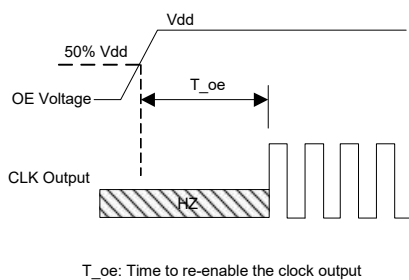 Vdd
50% Vdd
T_oe
OE Voltage
CLK Output
HZ
T_oe: Time to re-enable the clock output